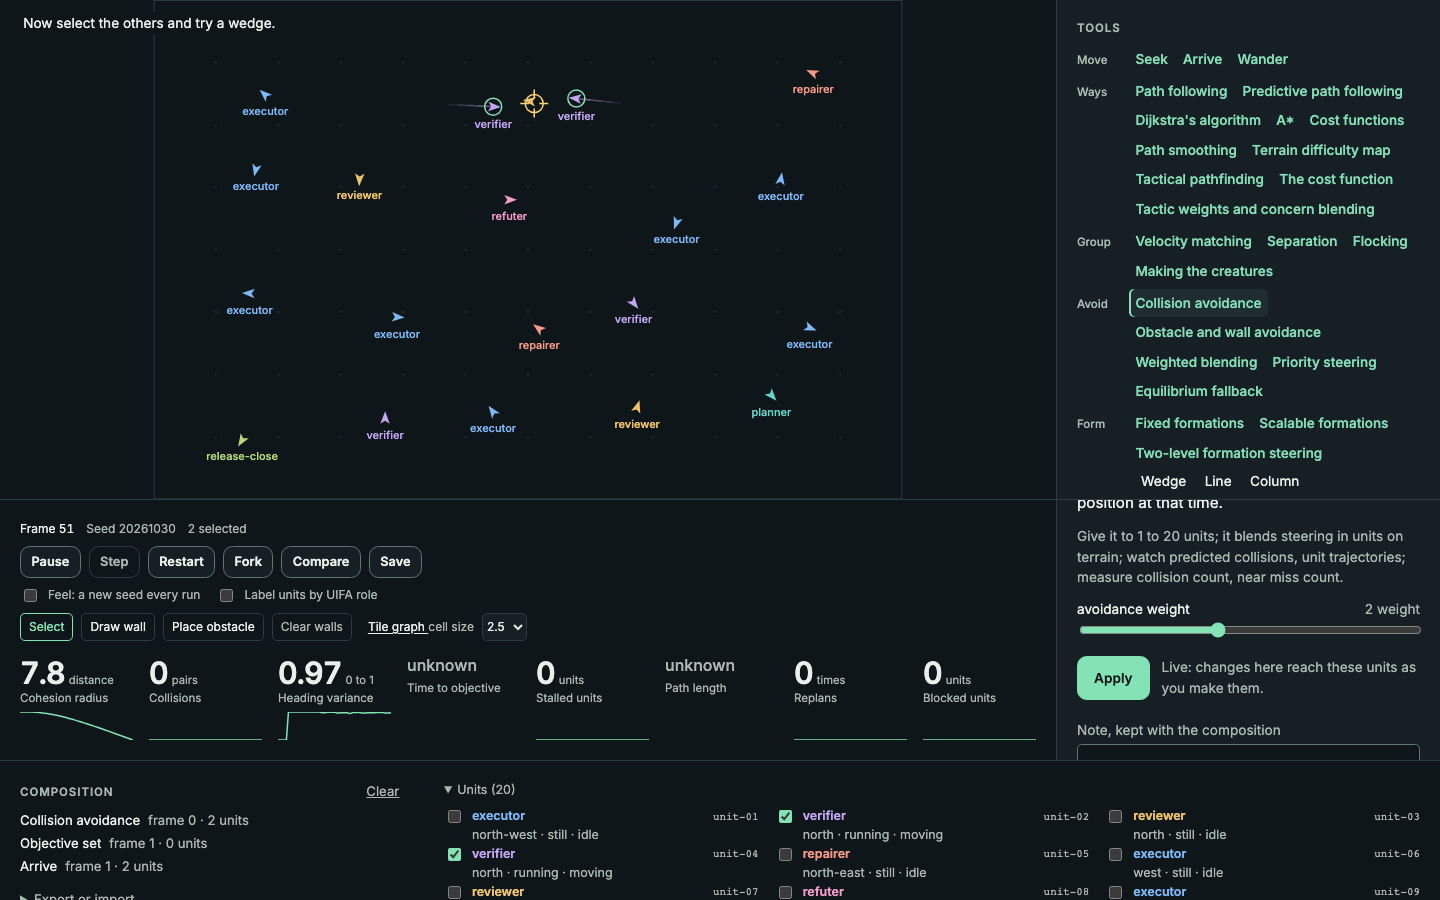 Now select the others and try a wedge.
executor
verifier
verifier
repairer
executor
reviewer
refuter
executor
executor
executor
executor
repairer
verifier
executor
verifier
executor
reviewer
planner
release-close
TOOLS
Move Seek Arrive Wander
Ways Path following Predictive path following
Dijkstra's algorithm A* Cost functions
Path smoothing Terrain difficulty map
Tactical pathfinding The cost function
Tactic weights and concern blending
Group Velocity matching Separation Flocking
Making the creatures
Avoid Collision avoidance
Obstacle and wall avoidance
Weighted blending Priority steering
Equilibrium fallback
Form Fixed formations Scalable formations
Two-level formation steering
Wedge Line Column
position at that time.
Give it to 1 to 20 units; it blends steering in units on
terrain; watch predicted collisions, unit trajectories;
measure collision count, near miss count.
avoidance weight 2 weight
Apply Live: changes here reach these units as
you make them.
Note, kept with the composition
Frame 51 Seed 20261030 2 selected
Pause Step Restart Fork Compare Save
Feel: a new seed every run Label units by UIFA role
Select Draw wall Place obstacle Clear walls Tile graph cell size 2.5
7.8 distance 0 pairs 0.97 0 to 1 unknown 0 units unknown 0 times 0 units
Cohesion radius Collisions Heading variance Time to objective Stalled units Path length Replans Blocked units
COMPOSITION Clear
Collision avoidance frame 0 · 2 units
Objective set frame 1 · 0 units
Arrive frame 1 · 2 units
▶ Export or import
▼ Units (20)
executor unit-01 verifier unit-02 reviewer unit-03
north-west · still · idle north · running · moving north · still · idle
verifier unit-04 repairer unit-05 executor unit-06
north · running · moving north-east · still · idle west · still · idle
reviewer unit-07 refuter unit-08 executor unit-09